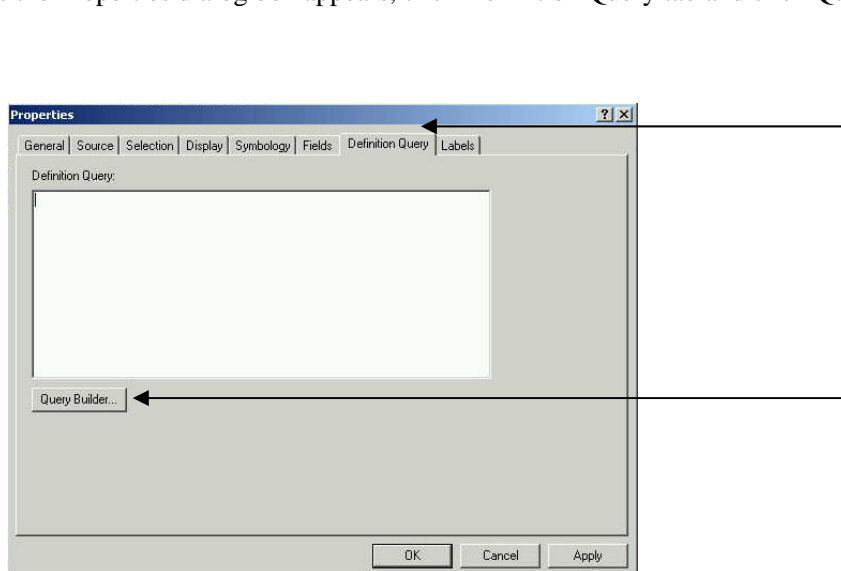 Properties
General Source Selection Display Symbology Fields Definition Query Labels
Definition Query:
Query Builder...
OK Cancel Apply